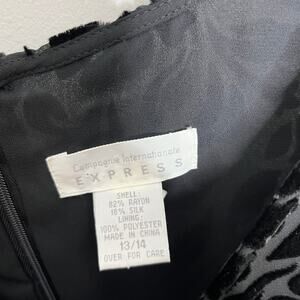 Compagnie Internationale
EXPRESS
SHELL:
82% RAYON
18% SILK
LINING:
100% POLYESTER
MADE IN CHINA
13/14
OVER FOR CARE